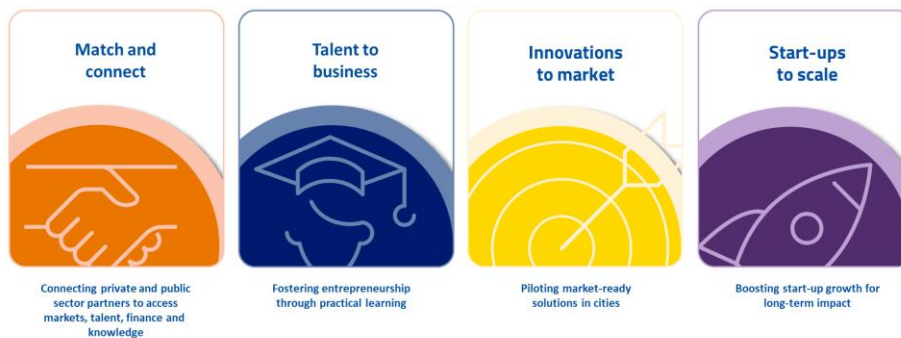 Match and
connect
Talent to
business
Innovations
to market
Start-ups
to scale
Connecting private and public
sector partners to access
markets, talent, finance and
knowledge
Fostering entrepreneurship
through practical learning
Piloting market-ready
solutions in cities
Boosting start-up growth for
long-term impact